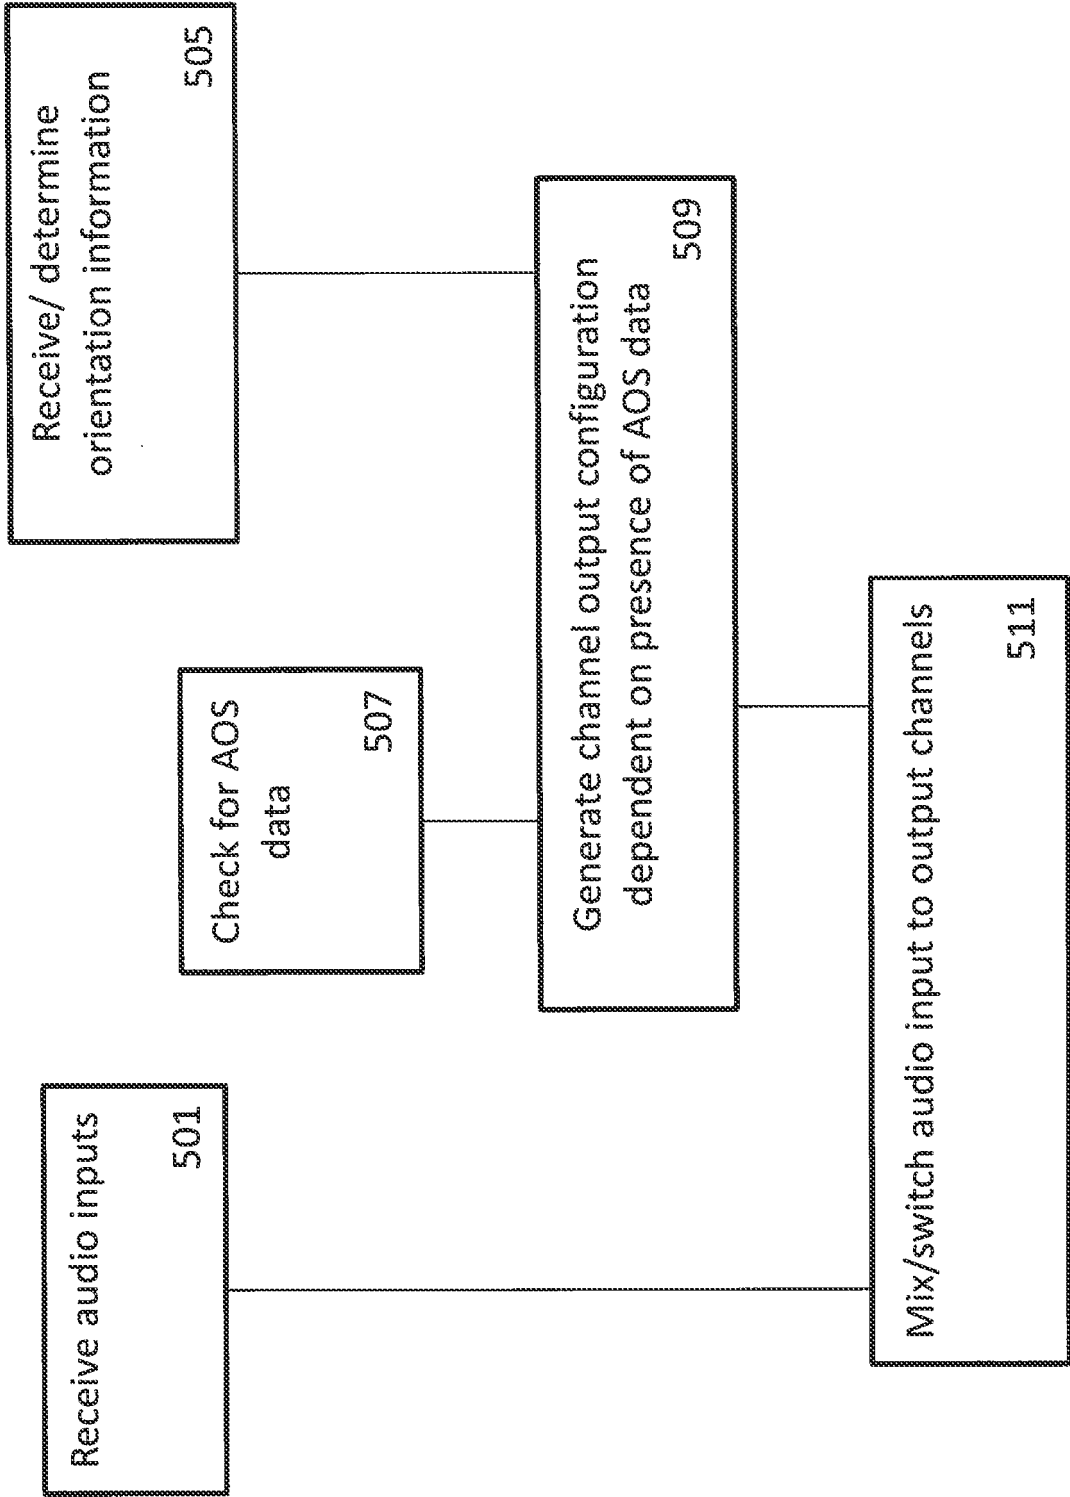 Receive audio inputs
501
Check for AOS
data
507
Receive/ determine
orientation information
505
Generate channel output configuration
dependent on presence of AOS data
509
Mix/switch audio input to output channels
511